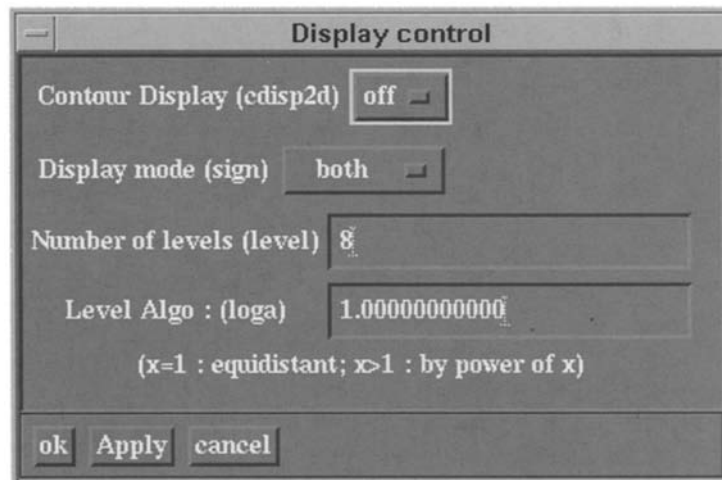 Display control
Contour Display (cdisp2d) off
Display mode (sign) both
Number of levels (level) 8
Level Algo : (loga) 1.00000000000
(x=1 : equidistant; x>1 : by power of x)
ok Apply cancel